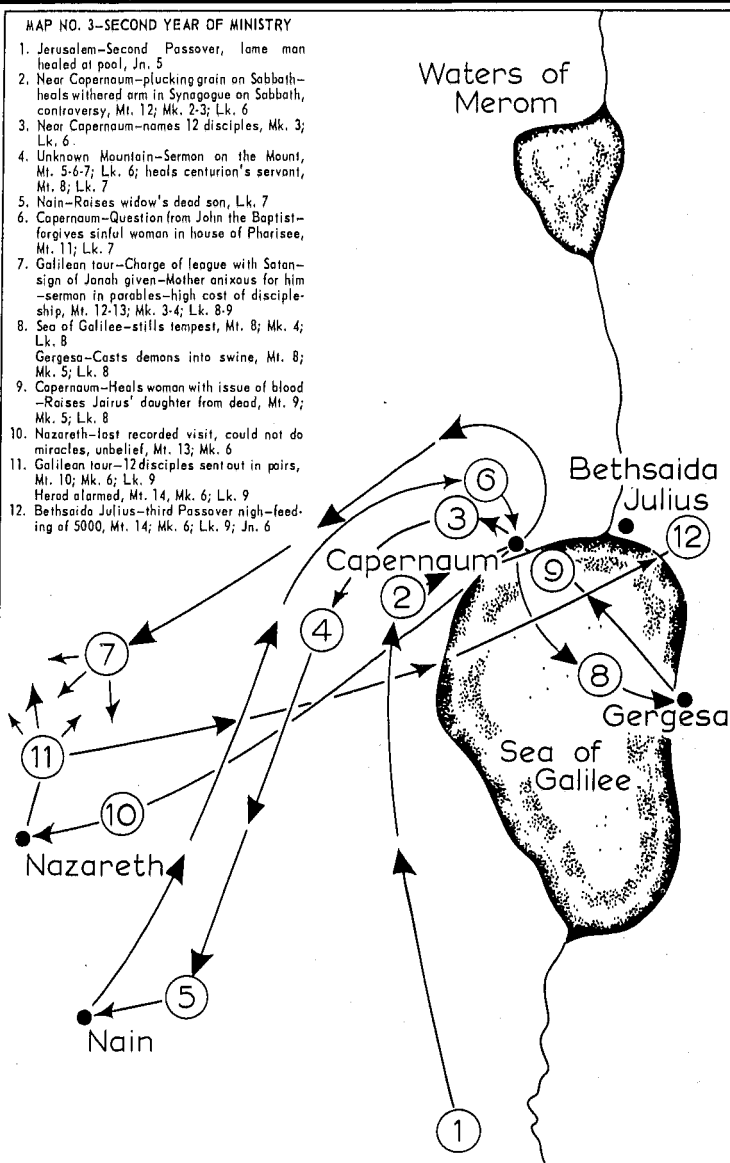 MAP NO. 3–SECOND YEAR OF MINISTRY
1. Jerusalem–Second Passover, lame man
healed at pool, Jn. 5
2. Near Capernaum–plucking grain on Sabbath–
heals withered arm in Synagogue on Sabbath,
controversy, Mt. 12; Mk. 2-3; Lk. 6
3. Near Capernaum–names 12 disciples, Mk. 3;
Lk. 6
4. Unknown Mountain–Sermon on the Mount,
Mt. 5-6-7; Lk. 6; heals centurion's servant,
Mt. 8; Lk. 7
5. Nain–Raises widow's dead son, Lk. 7
6. Capernaum–Question from John the Baptist–
forgives sinful woman in house of Pharisee,
Mt. 11; Lk. 7
7. Galilean tour–Charge of league with Satan–
sign of Jonah given–Mother anixous for him
–sermon in parables–high cost of disciple-
ship, Mt. 12-13; Mk. 3-4; Lk. 8-9
8. Sea of Galilee–stills tempest, Mt. 8; Mk. 4;
Lk. 8
Gergesa–Casts demons into swine, Mt. 8;
Mk. 5; Lk. 8
9. Capernaum–Heals woman with issue of blood
–Raises Jairus' daughter from dead, Mt. 9;
Mk. 5; Lk. 8
10. Nazareth–last recorded visit, could not do
miracles, unbelief, Mt. 13; Mk. 6
11. Galilean tour–12 disciples sent out in pairs,
Mt. 10; Mk. 6; Lk. 9
Herod alarmed, Mt. 14, Mk. 6; Lk. 9
12. Bethsaida Julius–third Passover nigh–feed-
ing of 5000, Mt. 14; Mk. 6; Lk. 9; Jn. 6
Waters of
Merom
Bethsaida
Julius
12
6
3
Capernaum
9
2
4
7
8
Gergesa
11
Sea of
Galilee
10
Nazareth
5
Nain
1